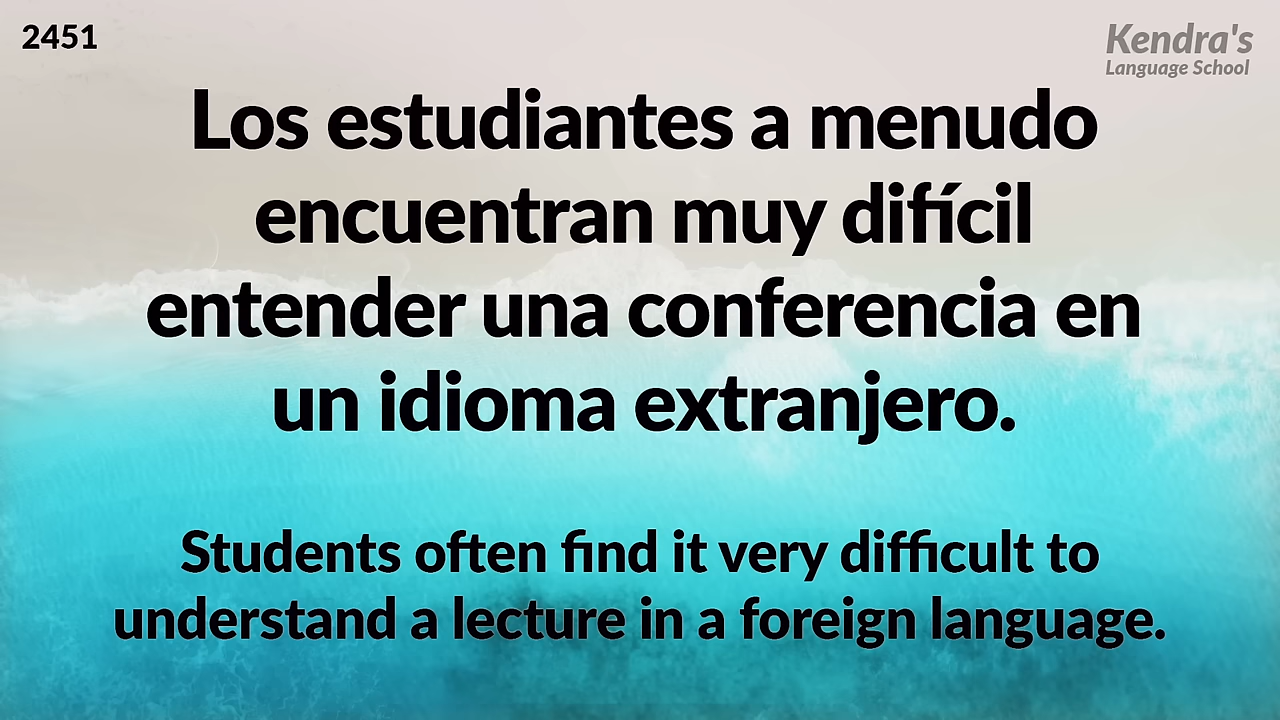 2451
Kendra's
Language School
Los estudiantes a menudo
encuentran muy difícil
entender una conferencia en
un idioma extranjero.
Students often find it very difficult to
understand a lecture in a foreign language.